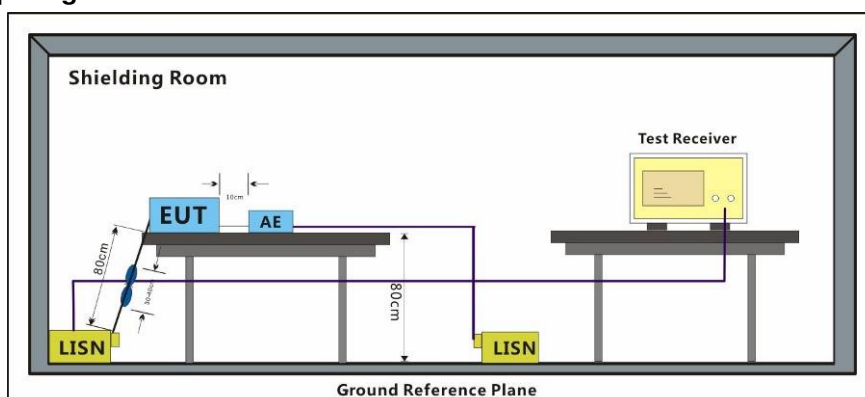 Shielding Room
Test Receiver
10cm
EUT
AE
80cm
30-40cm
80cm
LISN
LISN
Ground Reference Plane